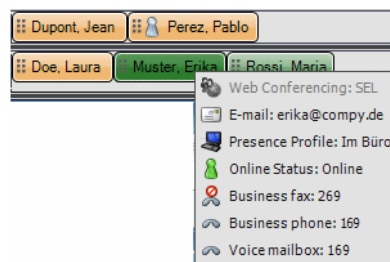 Dupont, Jean Perez, Pablo
Doe, Laura Muster, Erika Rossi, Maria
Web Conferencing: SEL
E-mail: erika@compy.de
Presence Profile: Im Büro
Online Status: Online
Business fax: 269
Business phone: 169
Voice mailbox: 169